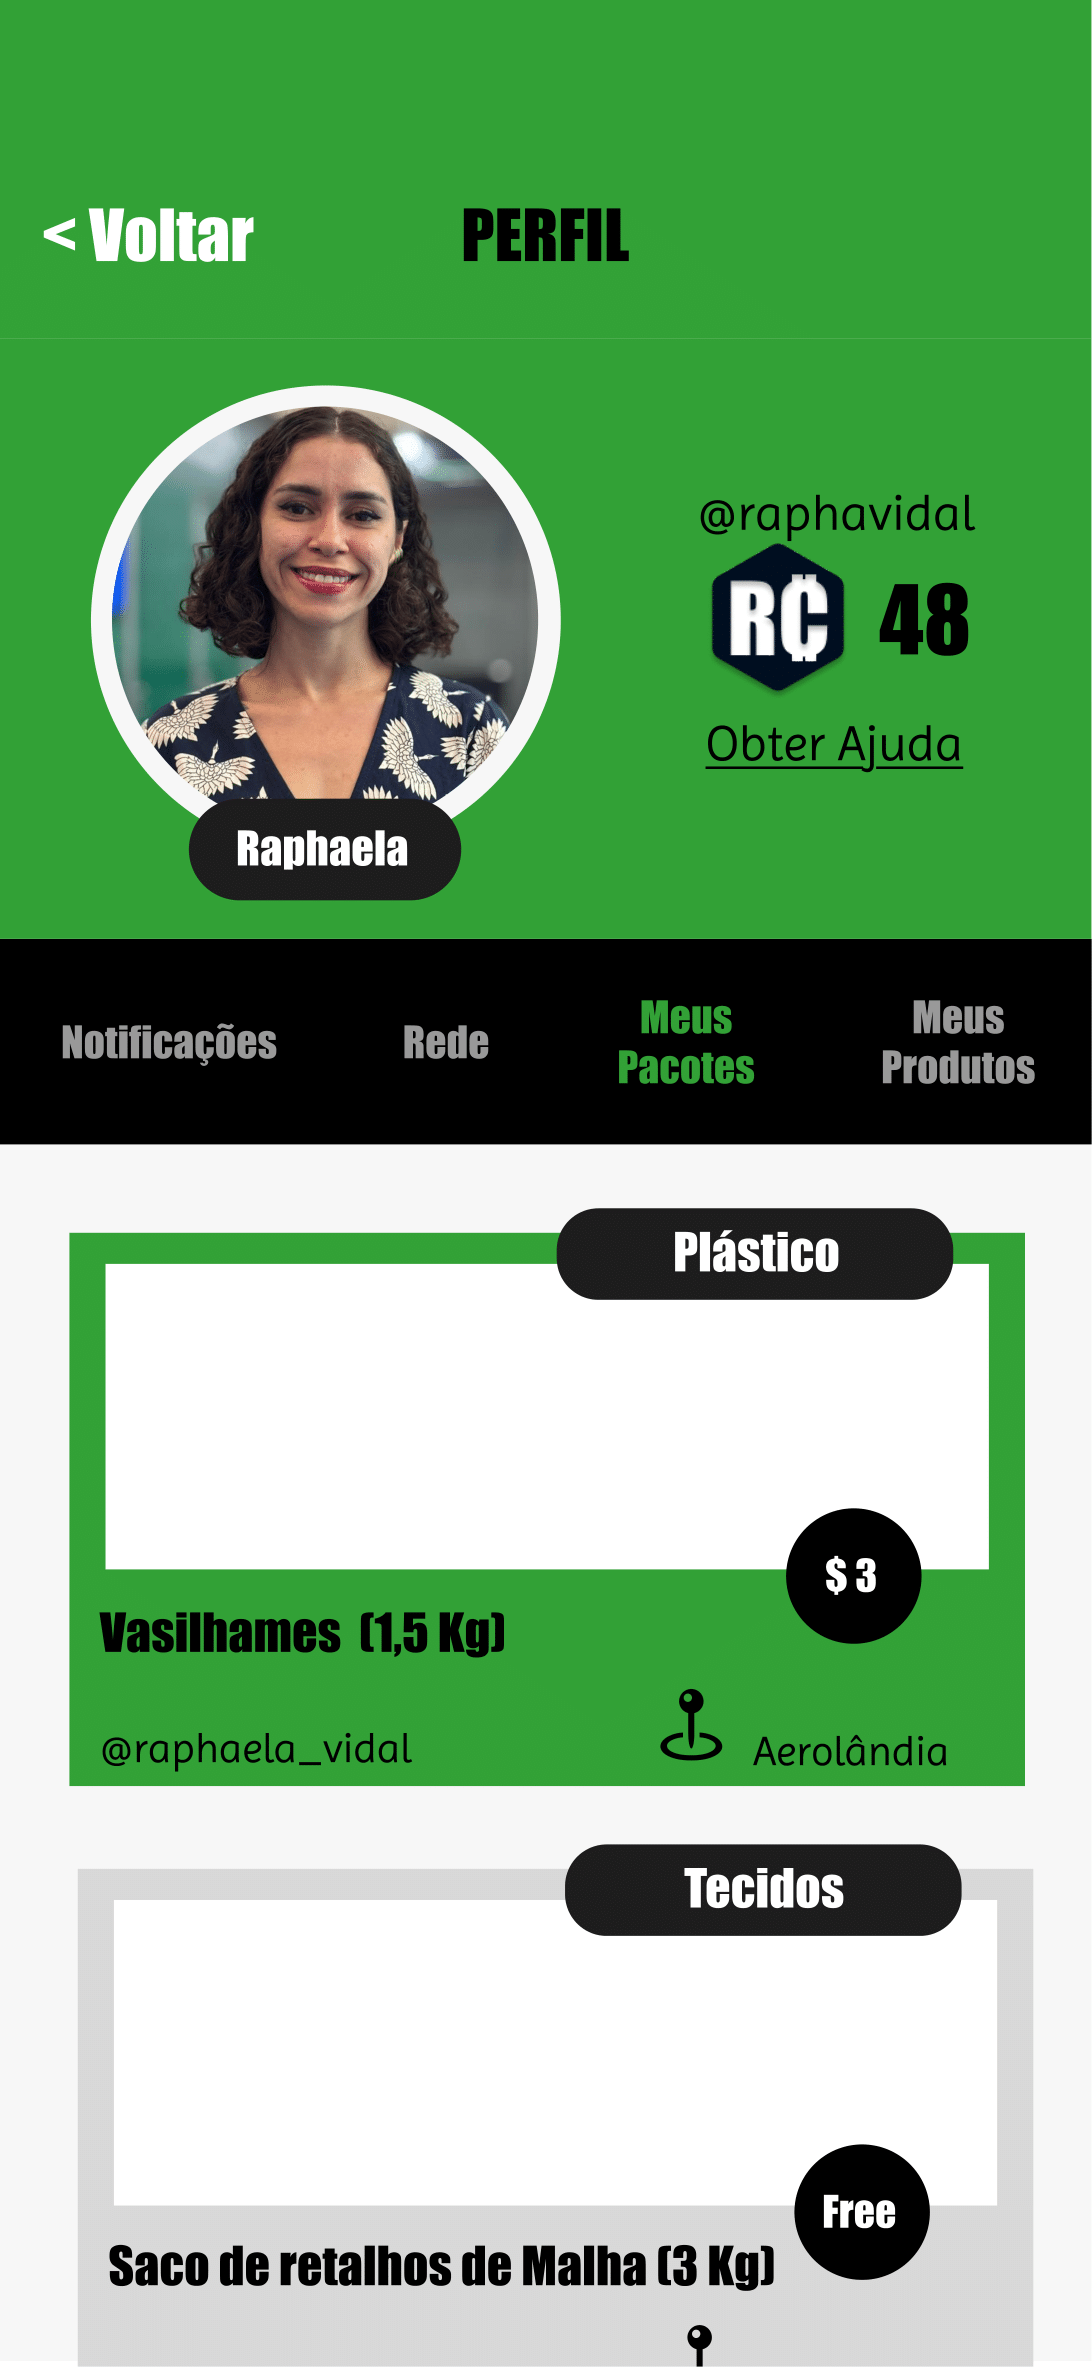 < Voltar
PERFIL
@raphavidal
R₵ 48
Obter Ajuda
Raphaela
Notificações
Rede
Meus
Pacotes
Meus
Produtos
Plástico
$ 3
Vasilhames (1,5 Kg)
@raphaela_vidal
Aerolândia
Tecidos
Free
Saco de retalhos de Malha (3 Kg)